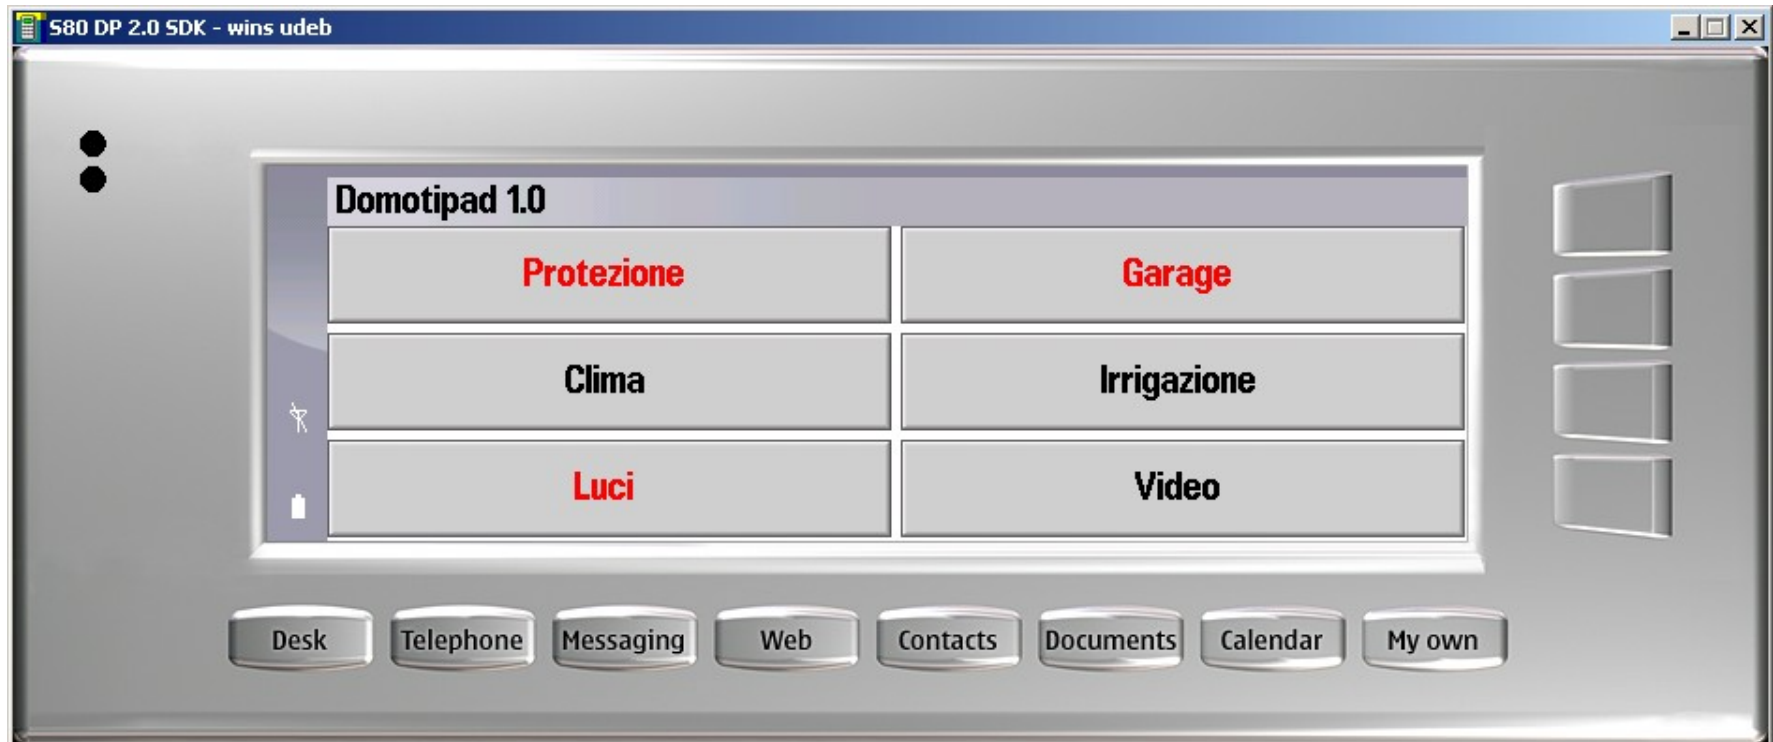 S80 DP 2.0 SDK - wins udeb
Domotipad 1.0
Protezione Garage
Clima Irrigazione
Luci Video
Desk Telephone Messaging Web Contacts Documents Calendar My own